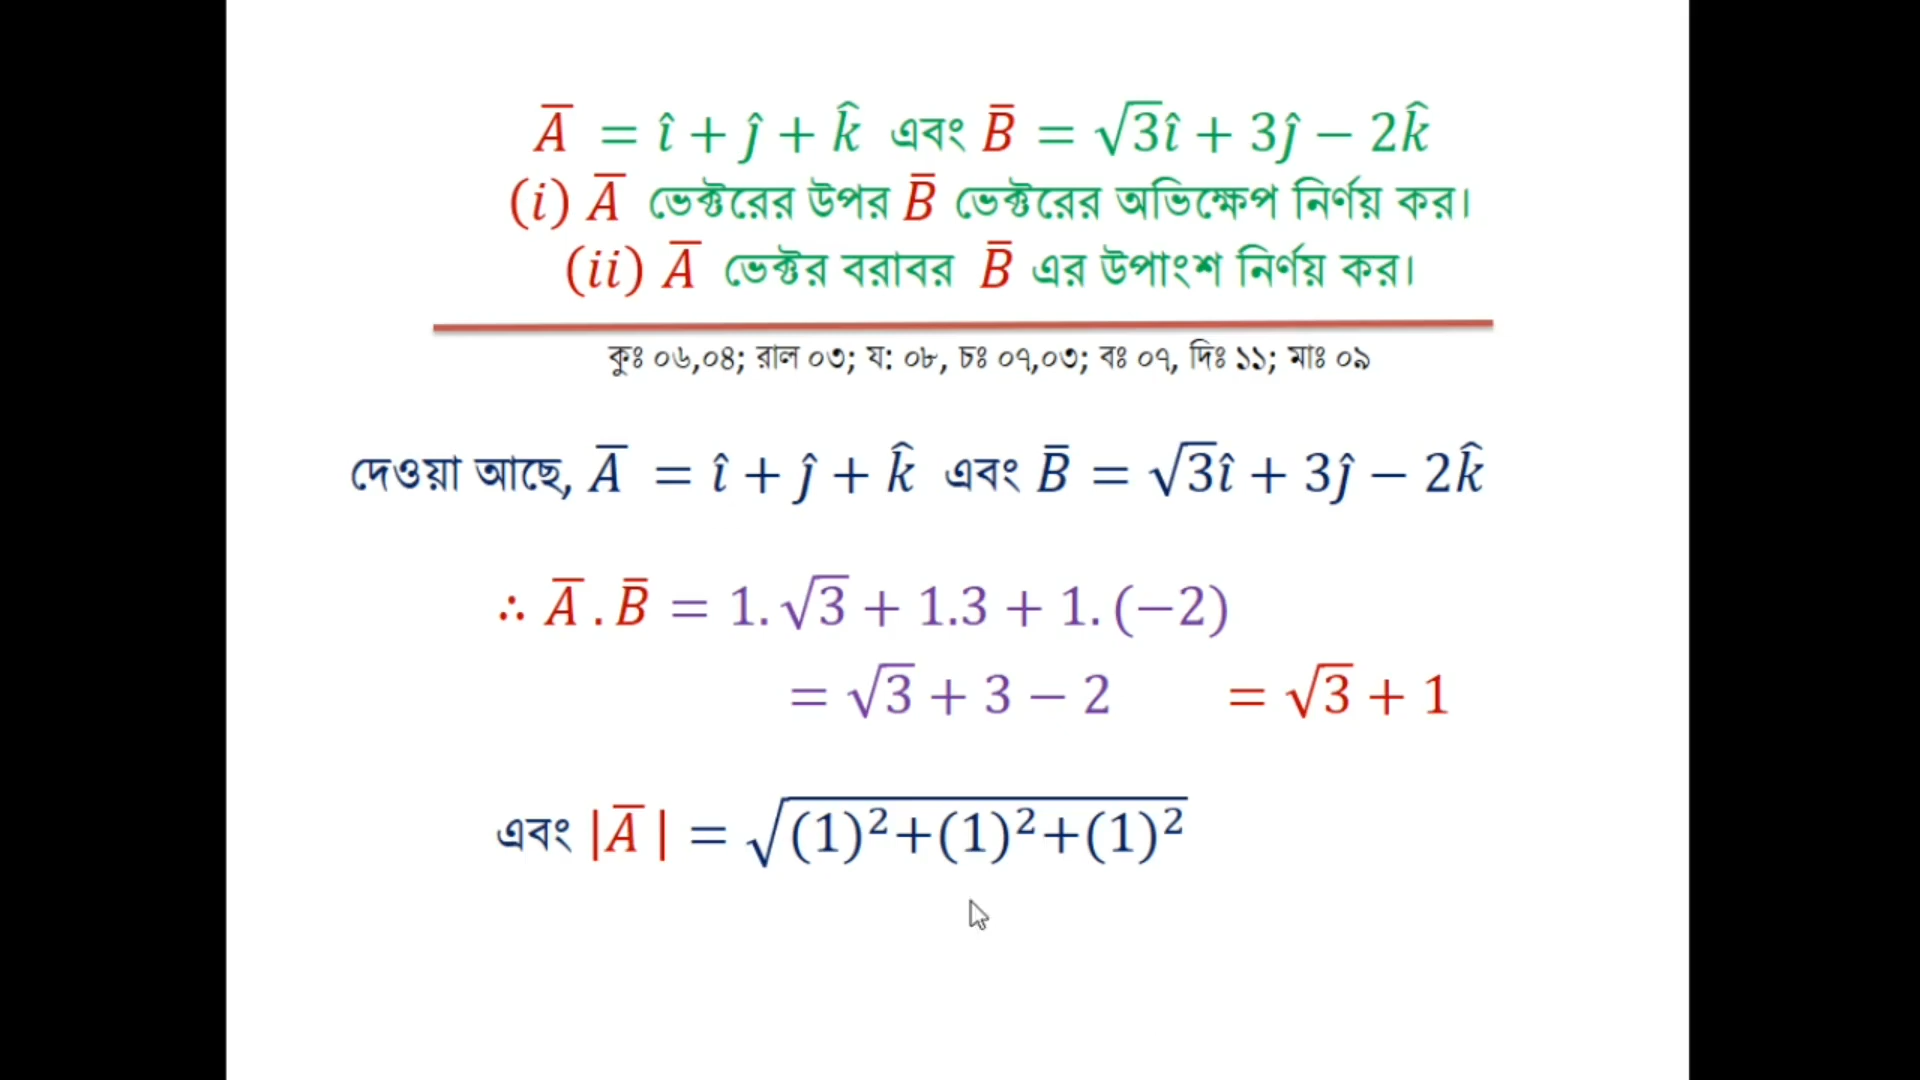 A̅ = î + ĵ + k̂ এবং B̅ = √3î + 3ĵ − 2k̂
(i) A̅ ভেক্টরের উপর B̅ ভেক্টরের অভিক্ষেপ নির্ণয় কর।
(ii) A̅ ভেক্টর বরাবর B̅ এর উপাংশ নির্ণয় কর।
কুঃ ০৬,০৪; রাল ০৩; য: ০৮, চঃ ০৭,০৩; বঃ ০৭, দিঃ ১১; মাঃ ০৯
দেওয়া আছে, A̅ = î + ĵ + k̂ এবং B̅ = √3î + 3ĵ − 2k̂
∴ A̅ . B̅ = 1. √3 + 1.3 + 1. (−2)
= √3 + 3 − 2 = √3 + 1
এবং |A̅ | = √(1)²+(1)²+(1)²